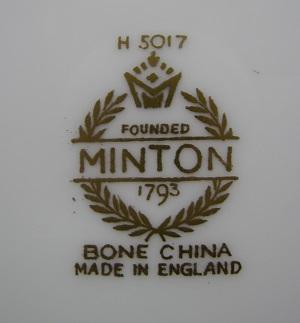 H 5017
M
FOUNDED
MINTON
1793
BONE CHINA
MADE IN ENGLAND